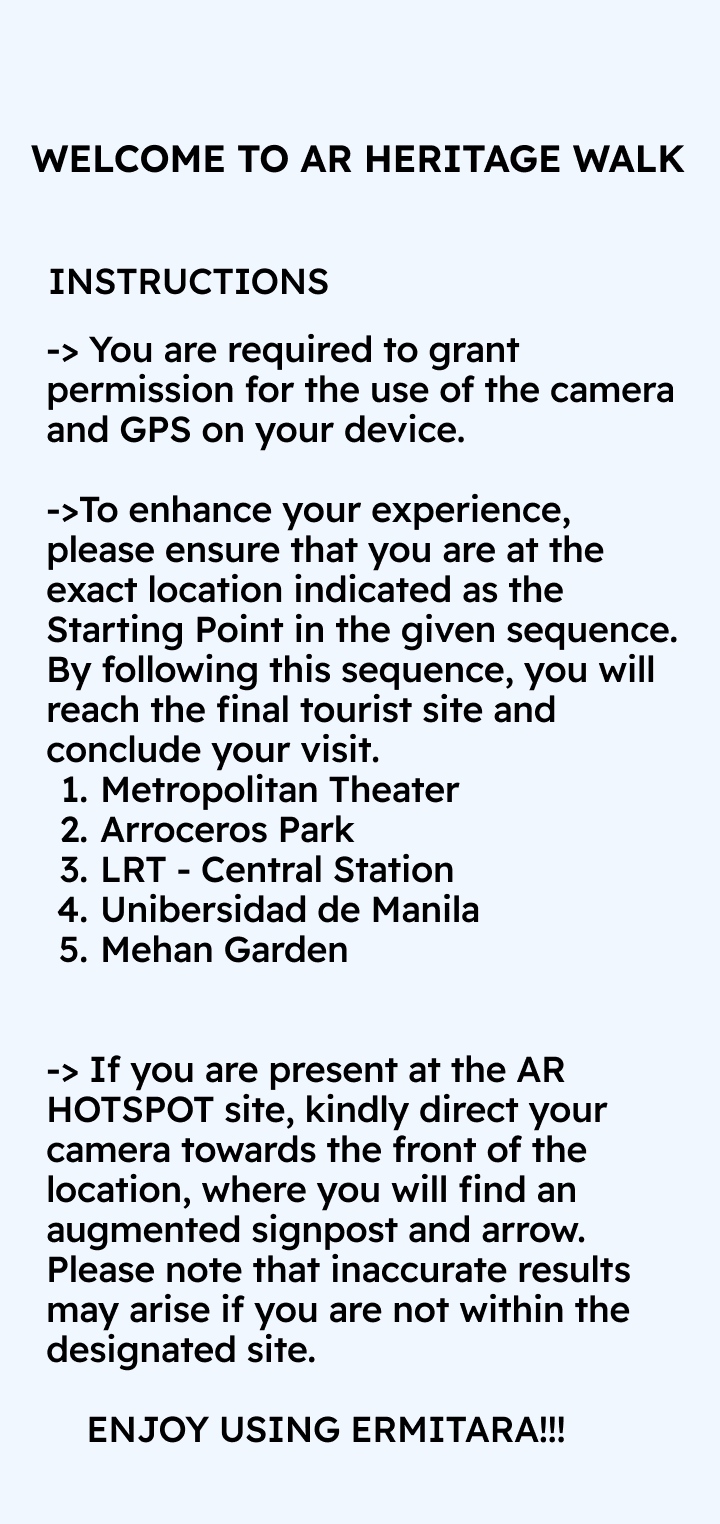 WELCOME TO AR HERITAGE WALK
INSTRUCTIONS
-> You are required to grant
permission for the use of the camera
and GPS on your device.
->To enhance your experience,
please ensure that you are at the
exact location indicated as the
Starting Point in the given sequence.
By following this sequence, you will
reach the final tourist site and
conclude your visit.
1. Metropolitan Theater
2. Arroceros Park
3. LRT - Central Station
4. Unibersidad de Manila
5. Mehan Garden
-> If you are present at the AR
HOTSPOT site, kindly direct your
camera towards the front of the
location, where you will find an
augmented signpost and arrow.
Please note that inaccurate results
may arise if you are not within the
designated site.
ENJOY USING ERMITARA!!!